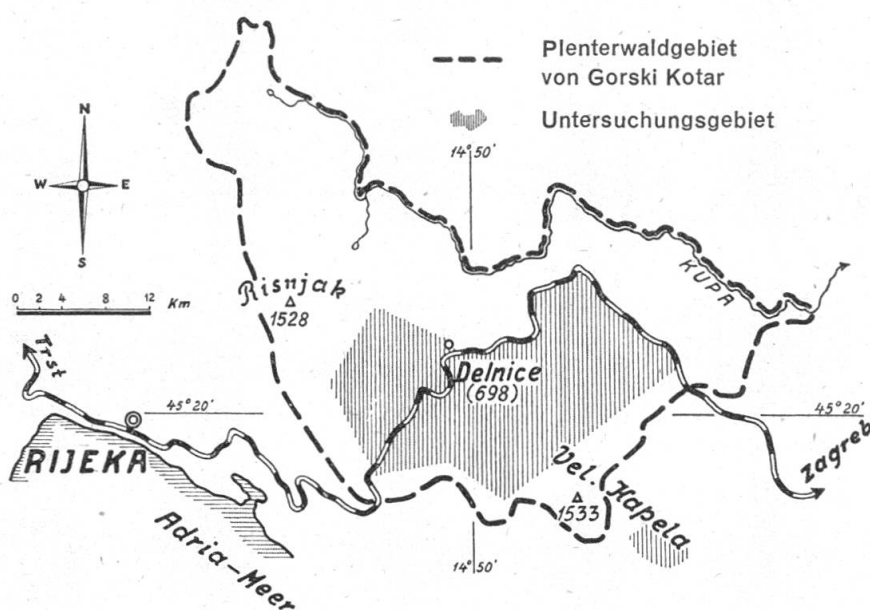 Plenterwaldgebiet
von Gorski Kotar
Untersuchungsgebiet
14° 50'
N
W
E
S
0 2 4 8 12 Km
Risnjak
1528
KUPA
Trst
Delnice
(698)
45° 20'
45° 20'
RIJEKA
Vel. Kapela
1533
Zagreb
Adria-Meer
14° 50'